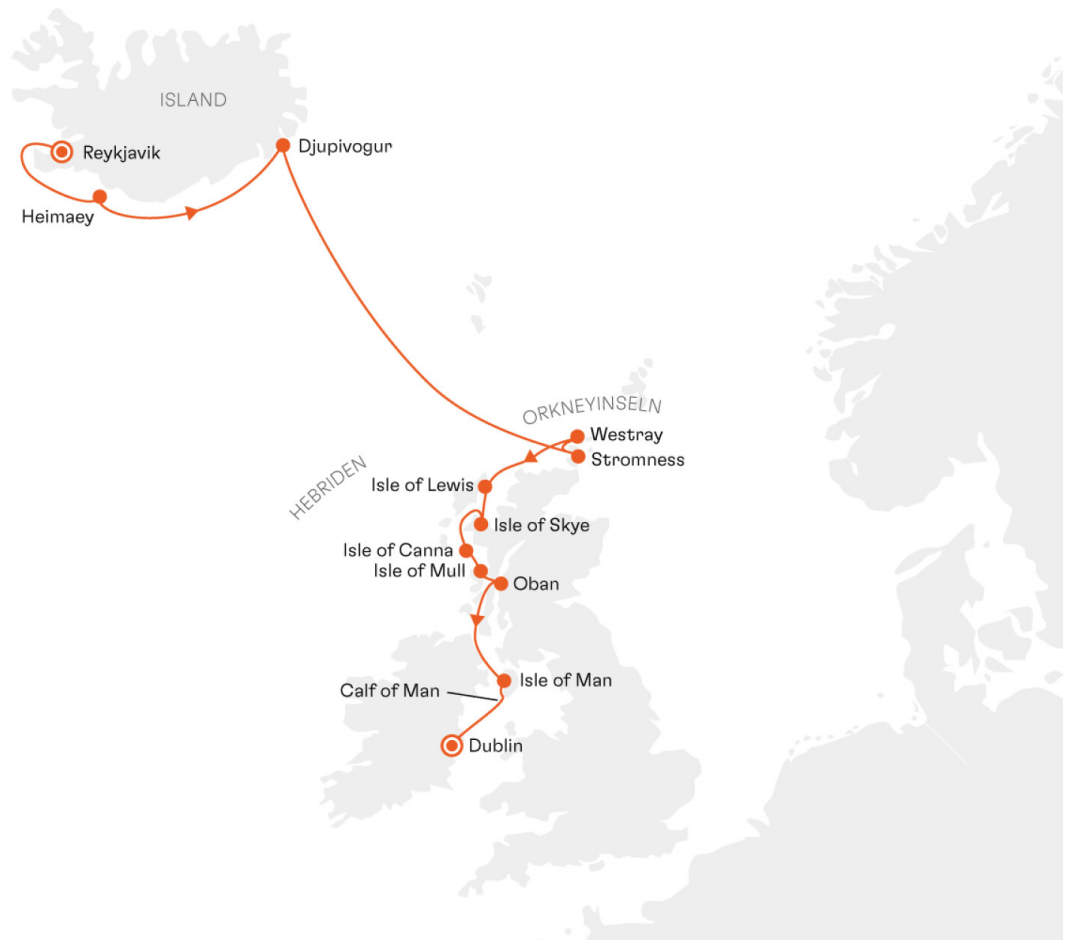 ISLAND
Reykjavik
Djupivogur
Heimaey
ORKNEYINSELN
Westray
Stromness
HEBRIDEN
Isle of Lewis
Isle of Skye
Isle of Canna
Isle of Mull
Oban
Isle of Man
Calf of Man
Dublin